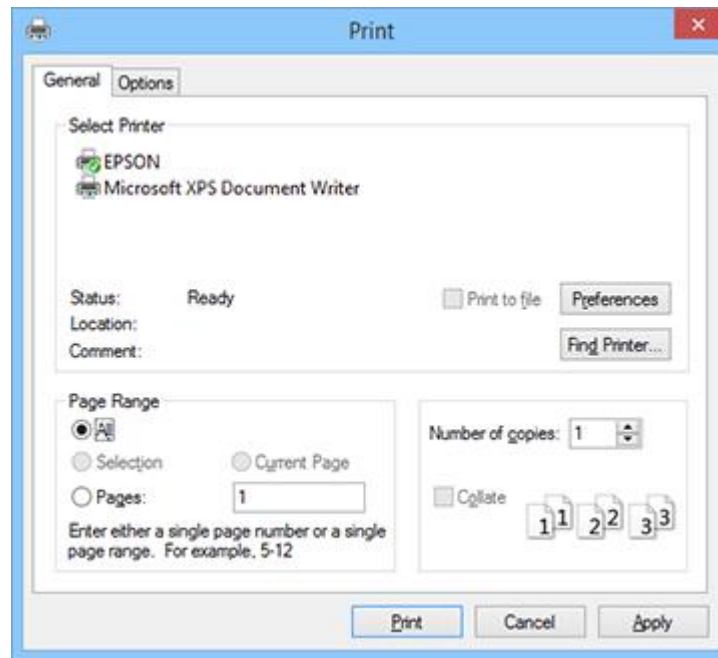 Print
General Options
Select Printer
EPSON
Microsoft XPS Document Writer
Status: Ready
Print to file
Preferences
Location:
Comment:
Find Printer...
Page Range
All
Selection
Current Page
Pages: 1
Enter either a single page number or a single
page range. For example, 5-12
Number of copies: 1
Collate
1 1 2 2 3 3
Print Cancel Apply